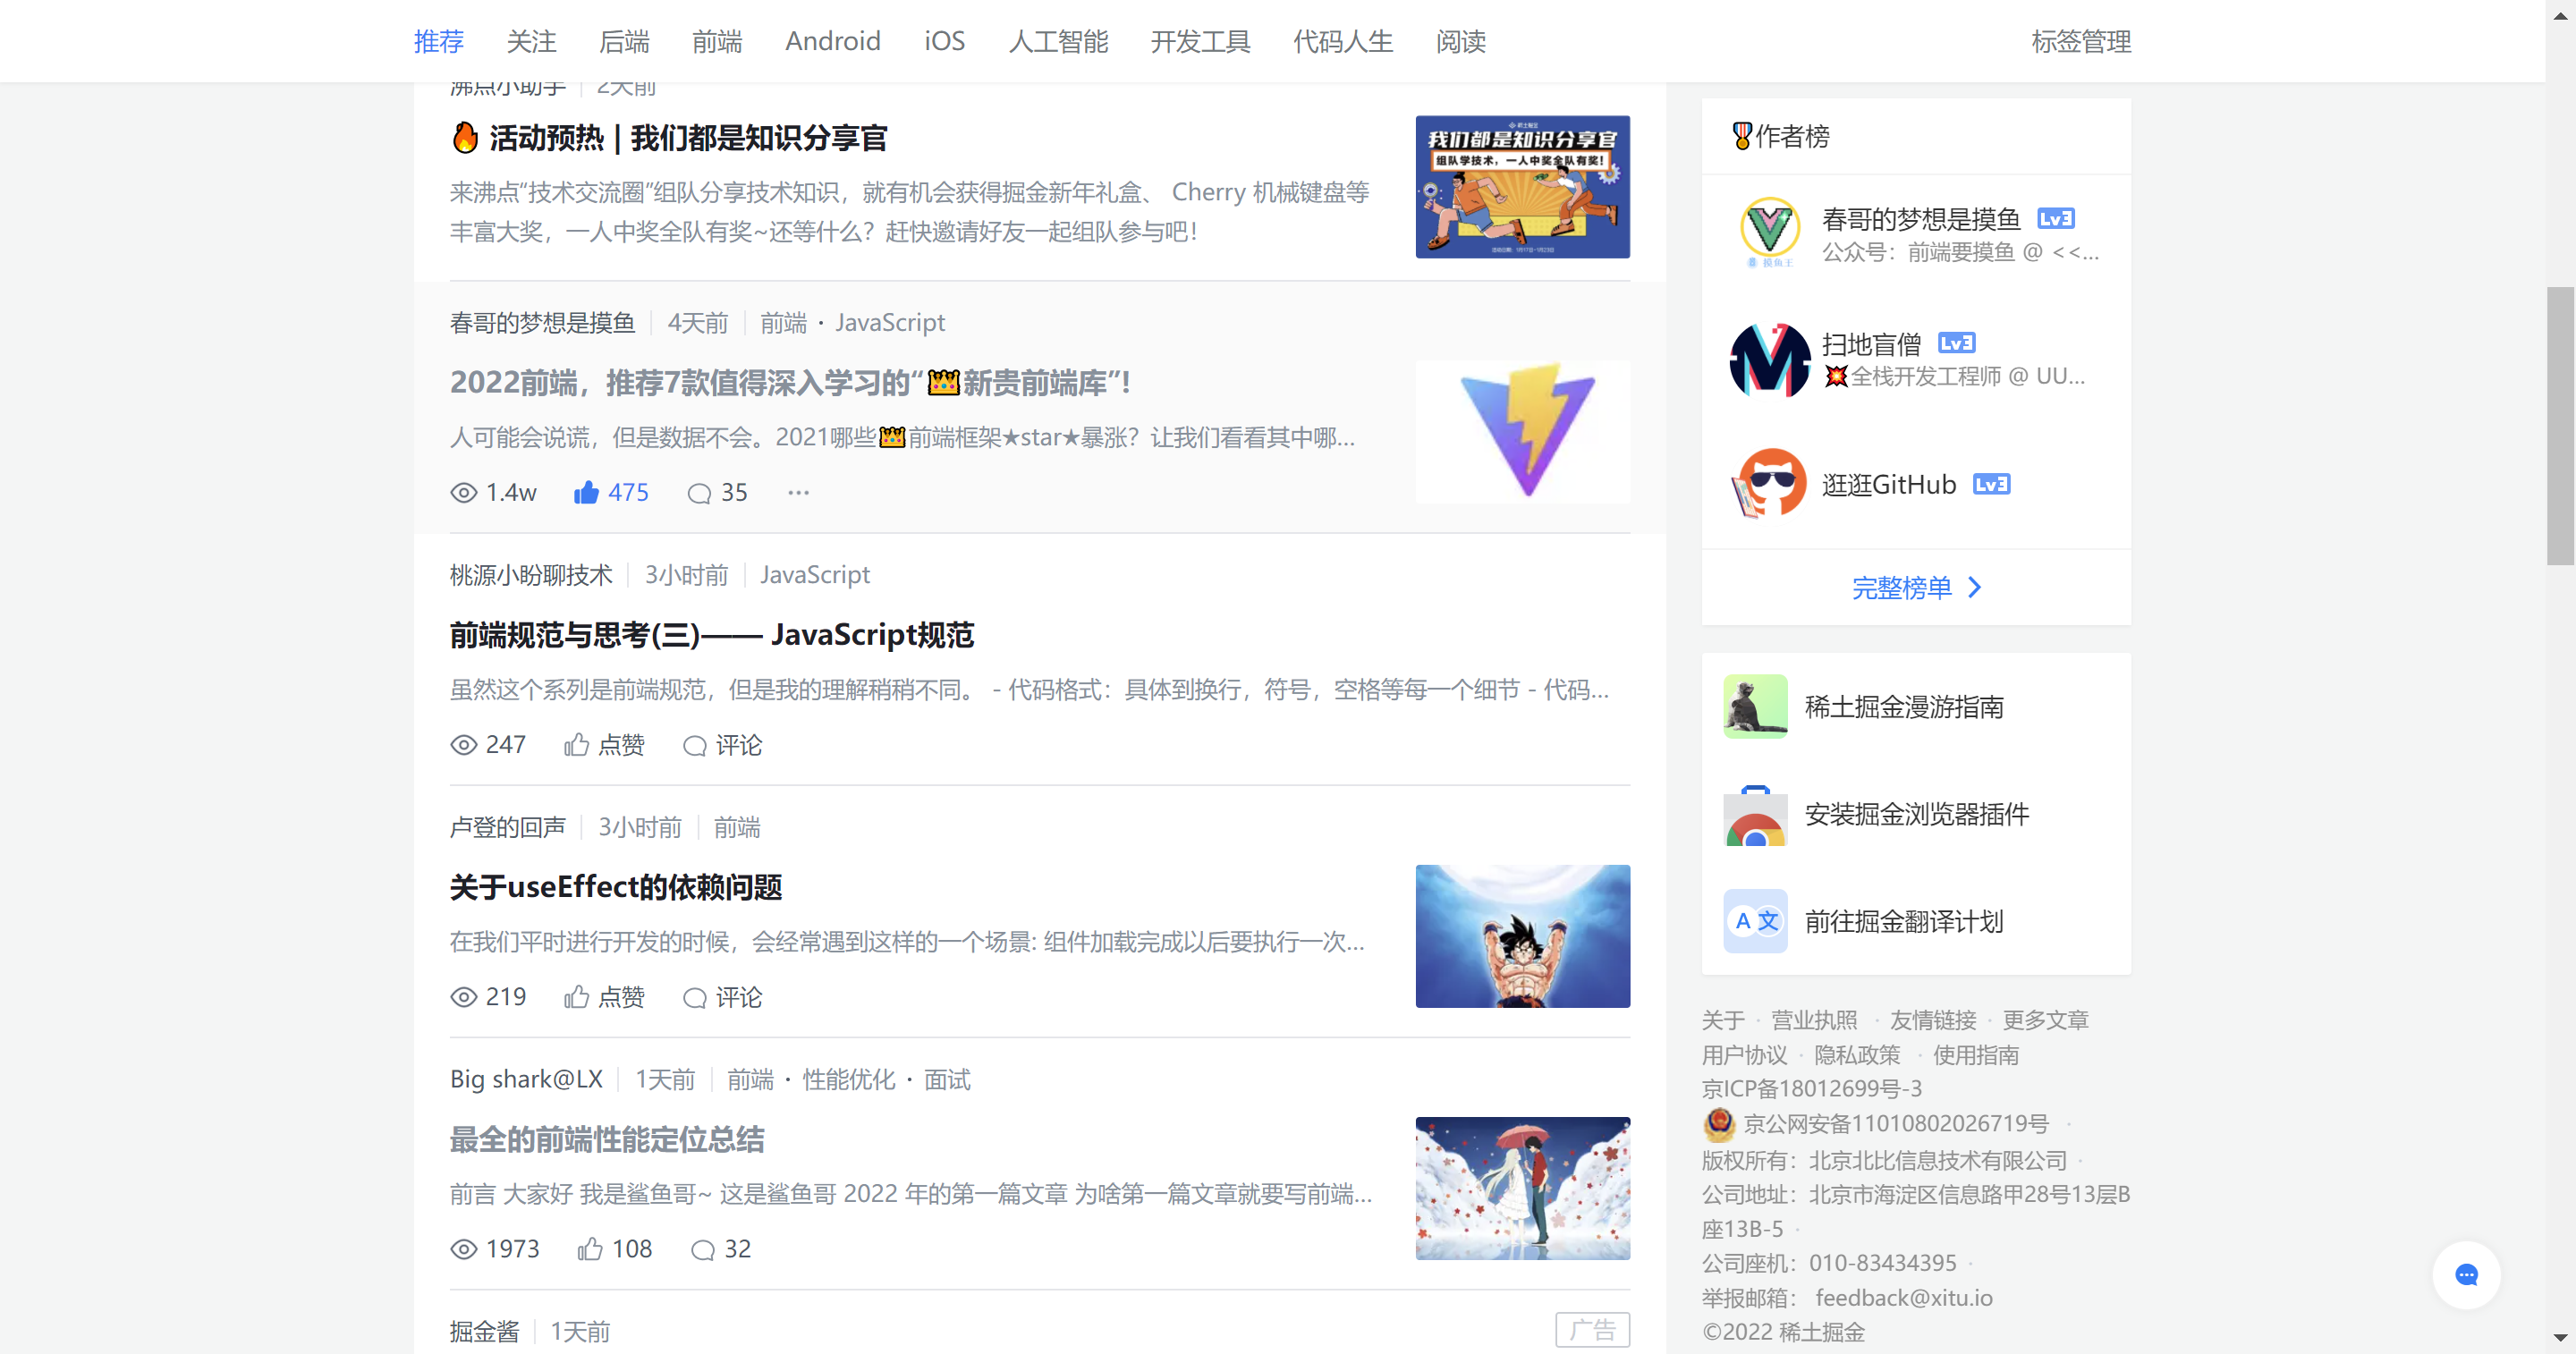 推荐 关注 后端 前端 Android iOS 人工智能 开发工具 代码人生 阅读 标签管理
沸点小助手 2天前
🔥 活动预热 | 我们都是知识分享官
来沸点“技术交流圈”组队分享技术知识，就有机会获得掘金新年礼盒、 Cherry 机械键盘等
丰富大奖，一人中奖全队有奖~还等什么？赶快邀请好友一起组队参与吧！
我们都是知识分享官
组队学技术，一人中奖全队有奖！
春哥的梦想是摸鱼 4天前 前端 · JavaScript
2022前端，推荐7款值得深入学习的“👑新贵前端库”！
人可能会说谎，但是数据不会。2021哪些👑前端框架★star★暴涨？让我们看看其中哪...
1.4w 475 35 ...
桃源小盼聊技术 3小时前 JavaScript
前端规范与思考(三)—— JavaScript规范
虽然这个系列是前端规范，但是我的理解稍稍不同。 - 代码格式：具体到换行，符号，空格等每一个细节 - 代码...
247 点赞 评论
卢登的回声 3小时前 前端
关于useEffect的依赖问题
在我们平时进行开发的时候，会经常遇到这样的一个场景: 组件加载完成以后要执行一次...
219 点赞 评论
Big shark@LX 1天前 前端 · 性能优化 · 面试
最全的前端性能定位总结
前言 大家好 我是鲨鱼哥~ 这是鲨鱼哥 2022 年的第一篇文章 为啥第一篇文章就要写前端...
1973 108 32
掘金酱 1天前 广告
🎖️作者榜
春哥的梦想是摸鱼 Lv3
公众号：前端要摸鱼 @ <<...
摸鱼王
扫地盲僧 Lv3
💥全栈开发工程师 @ UU...
逛逛GitHub Lv3
完整榜单
稀土掘金漫游指南
安装掘金浏览器插件
A 文 前往掘金翻译计划
关于 · 营业执照 · 友情链接 · 更多文章
用户协议 · 隐私政策 · 使用指南
京ICP备18012699号-3
京公网安备11010802026719号 ·
版权所有：北京北比信息技术有限公司 ·
公司地址：北京市海淀区信息路甲28号13层B
座13B-5 ·
公司座机：010-83434395 ·
举报邮箱： feedback@xitu.io
©2022 稀土掘金